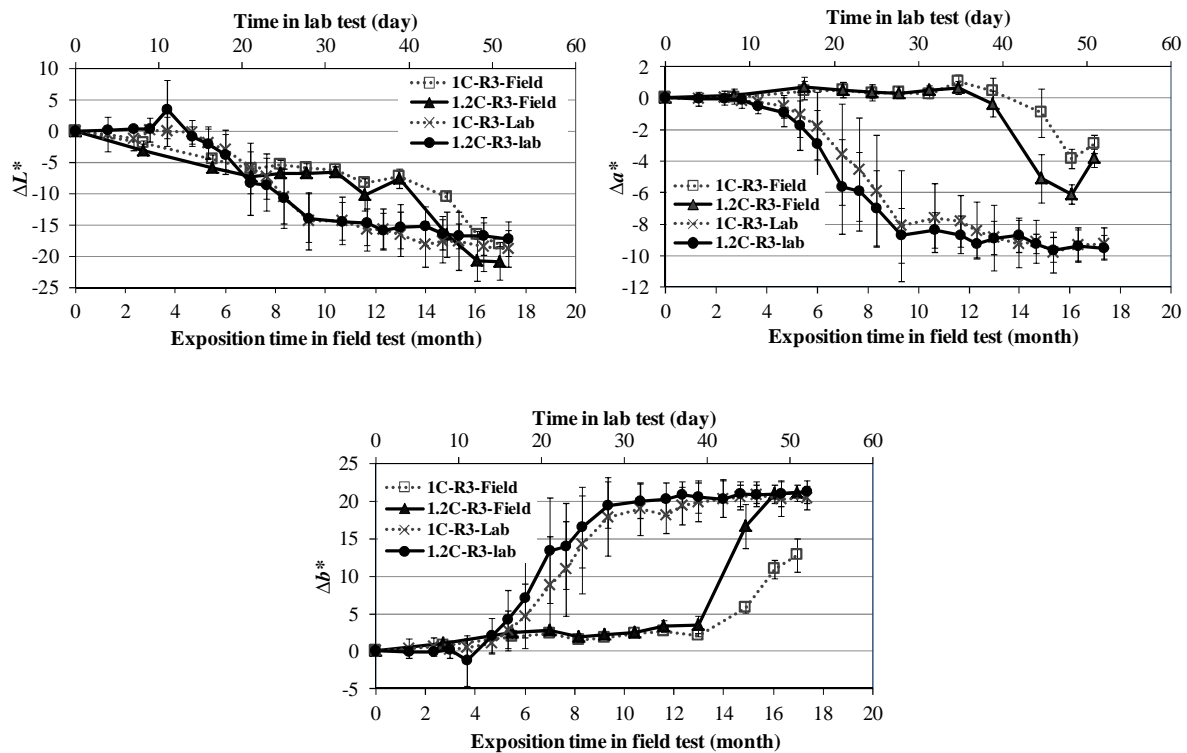 Time in lab test (day)
0 10 20 30 40 50 60
10
5
0
-5
-10
-15
-20
-25
ΔL*
1C-R3-Field
1.2C-R3-Field
1C-R3-Lab
1.2C-R3-lab
0 2 4 6 8 10 12 14 16 18 20
Exposition time in field test (month)
Time in lab test (day)
0 10 20 30 40 50 60
2
0
-2
-4
-6
-8
-10
-12
Δa*
1C-R3-Field
1.2C-R3-Field
1C-R3-Lab
1.2C-R3-lab
0 2 4 6 8 10 12 14 16 18 20
Exposition time in field test (month)
Time in lab test (day)
0 10 20 30 40 50 60
25
20
15
10
5
0
-5
Δb*
1C-R3-Field
1.2C-R3-Field
1C-R3-Lab
1.2C-R3-lab
0 2 4 6 8 10 12 14 16 18 20
Exposition time in field test (month)